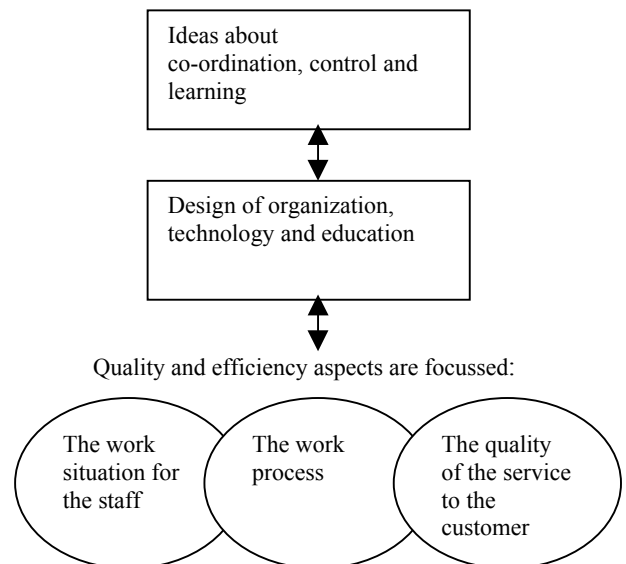 Ideas about
co-ordination, control and
learning
Design of organization,
technology and education
Quality and efficiency aspects are focussed:
The work
situation for
the staff
The work
process
The quality
of the service
to the
customer